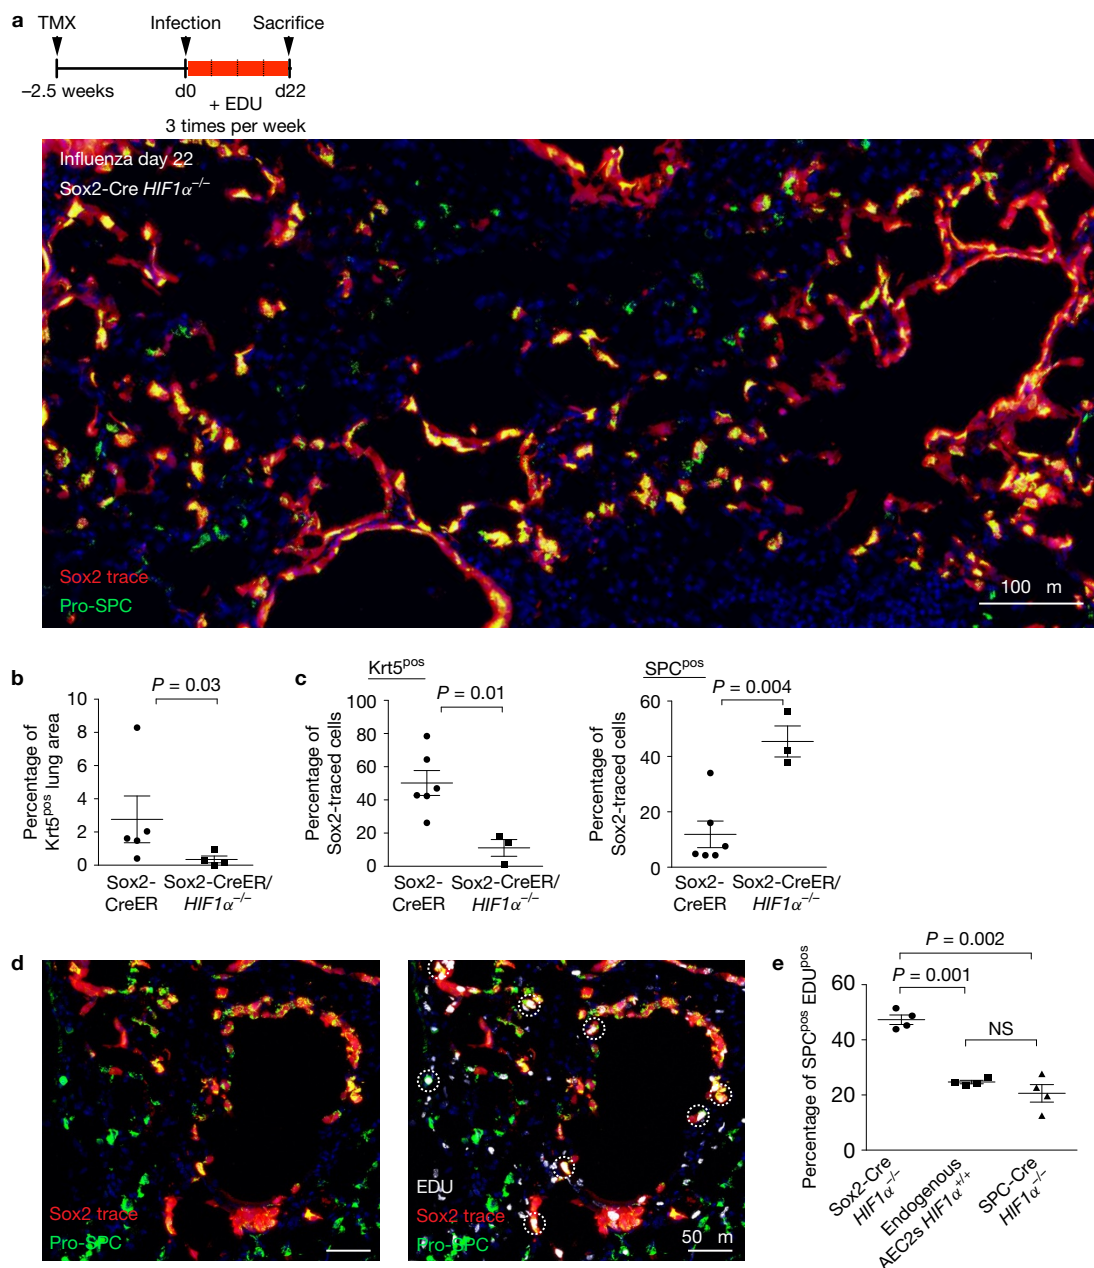 a
TMX Infection Sacrifice
–2.5 weeks d0 d22
+ EDU
3 times per week
Influenza day 22
Sox2-Cre HIF1α–/–
Sox2 trace
Pro-SPC
100 m
b
Percentage of
Krt5pos lung area
10
8
6
4
2
0
P = 0.03
Sox2-
CreER
Sox2-CreER/
HIF1α–/–
c
Krt5pos
Percentage of
Sox2-traced cells
100
80
60
40
20
0
P = 0.01
Sox2-
CreER
Sox2-CreER/
HIF1α–/–
SPCpos
Percentage of
Sox2-traced cells
60
40
20
0
P = 0.004
Sox2-
CreER
Sox2-CreER/
HIF1α–/–
d
Sox2 trace
Pro-SPC
EDU
Sox2 trace
Pro-SPC
50 m
e
Percentage of SPCpos EDUpos
60
40
20
0
P = 0.002
P = 0.001
NS
Sox2-Cre
HIF1α–/–
Endogenous
AEC2s HIF1α+/+
SPC-Cre
HIF1α–/–